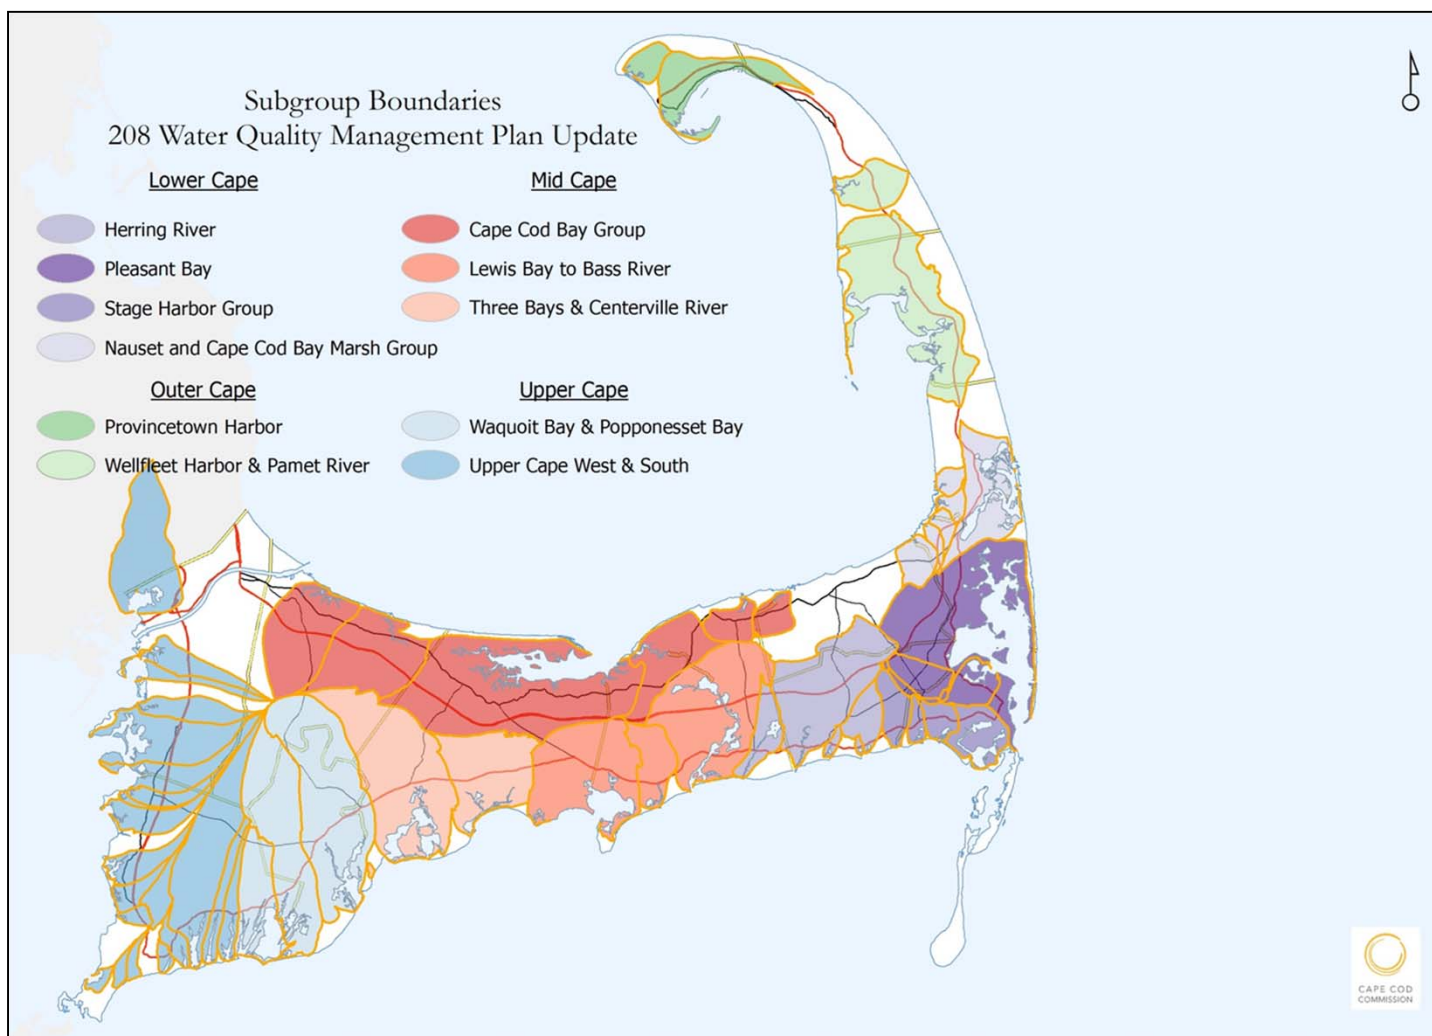 Subgroup Boundaries
208 Water Quality Management Plan Update
Lower Cape
Herring River
Pleasant Bay
Stage Harbor Group
Nauset and Cape Cod Bay Marsh Group
Mid Cape
Cape Cod Bay Group
Lewis Bay to Bass River
Three Bays & Centerville River
Outer Cape
Provincetown Harbor
Wellfleet Harbor & Pamet River
Upper Cape
Waquoit Bay & Popponesset Bay
Upper Cape West & South
CAPE COD
COMMISSION